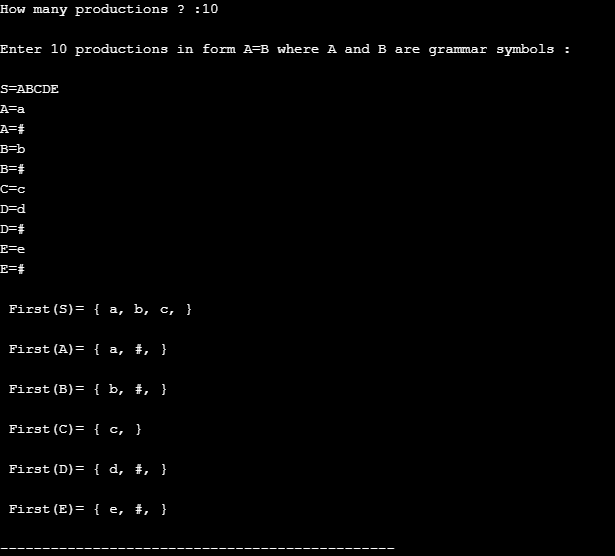 How many productions ? :10
Enter 10 productions in form A=B where A and B are grammar symbols :
S=ABCDE
A=a
A=#
B=b
B=#
C=c
D=d
D=#
E=e
E=#
First(S)= { a, b, c, }
First(A)= { a, #, }
First(B)= { b, #, }
First(C)= { c, }
First(D)= { d, #, }
First(E)= { e, #, }
-----------------------------------------------